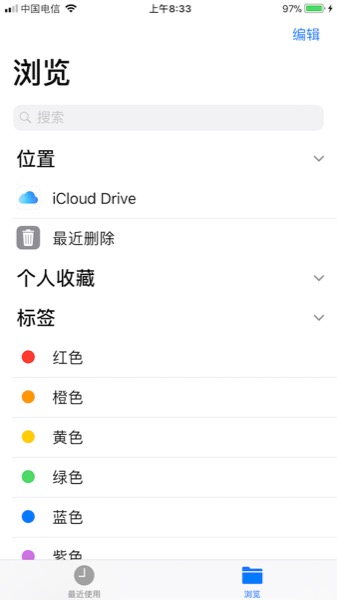 中国电信 上午8:33 97%
编辑
浏览
搜索
位置
iCloud Drive
最近删除
个人收藏
标签
红色
橙色
黄色
绿色
蓝色
紫色
最近使用 浏览